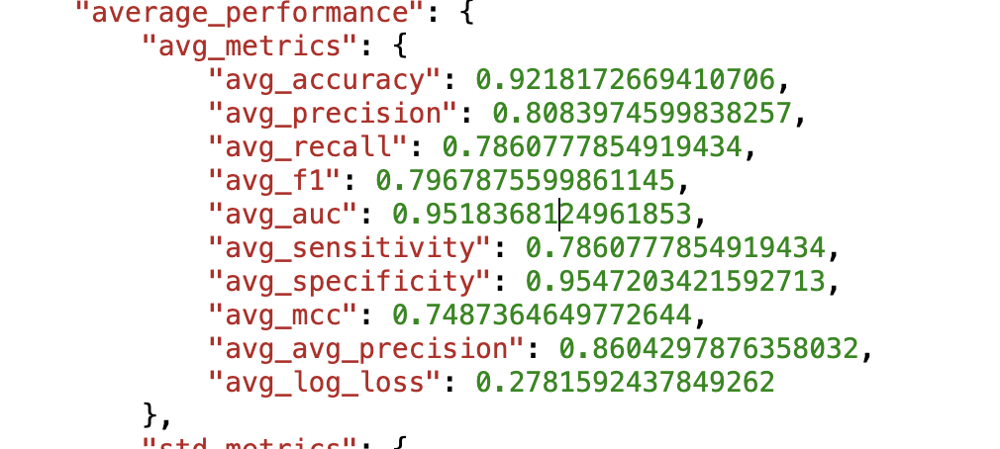 "average_performance": {
"avg_metrics": {
"avg_accuracy": 0.9218172669410706,
"avg_precision": 0.8083974599838257,
"avg_recall": 0.7860777854919434,
"avg_f1": 0.7967875599861145,
"avg_auc": 0.9518368124961853,
"avg_sensitivity": 0.7860777854919434,
"avg_specificity": 0.9547203421592713,
"avg_mcc": 0.7487364649772644,
"avg_avg_precision": 0.8604297876358032,
"avg_log_loss": 0.2781592437849262
},
"std_metrics": {